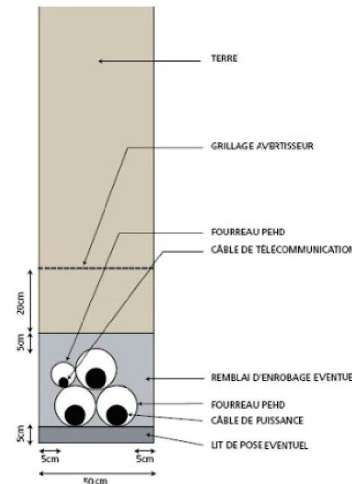 TERRE
GRILLAGE AVERTISSEUR
FOURREAU PEHD
CÂBLE DE TÉLÉCOMMUNICATION
20cm
5cm
REMBLAI D'ENROBAGE EVENTUE
FOURREAU PEHD
CÂBLE DE PUISSANCE
5cm
LIT DE POSE EVENTUEL
5cm
5cm
50 cm